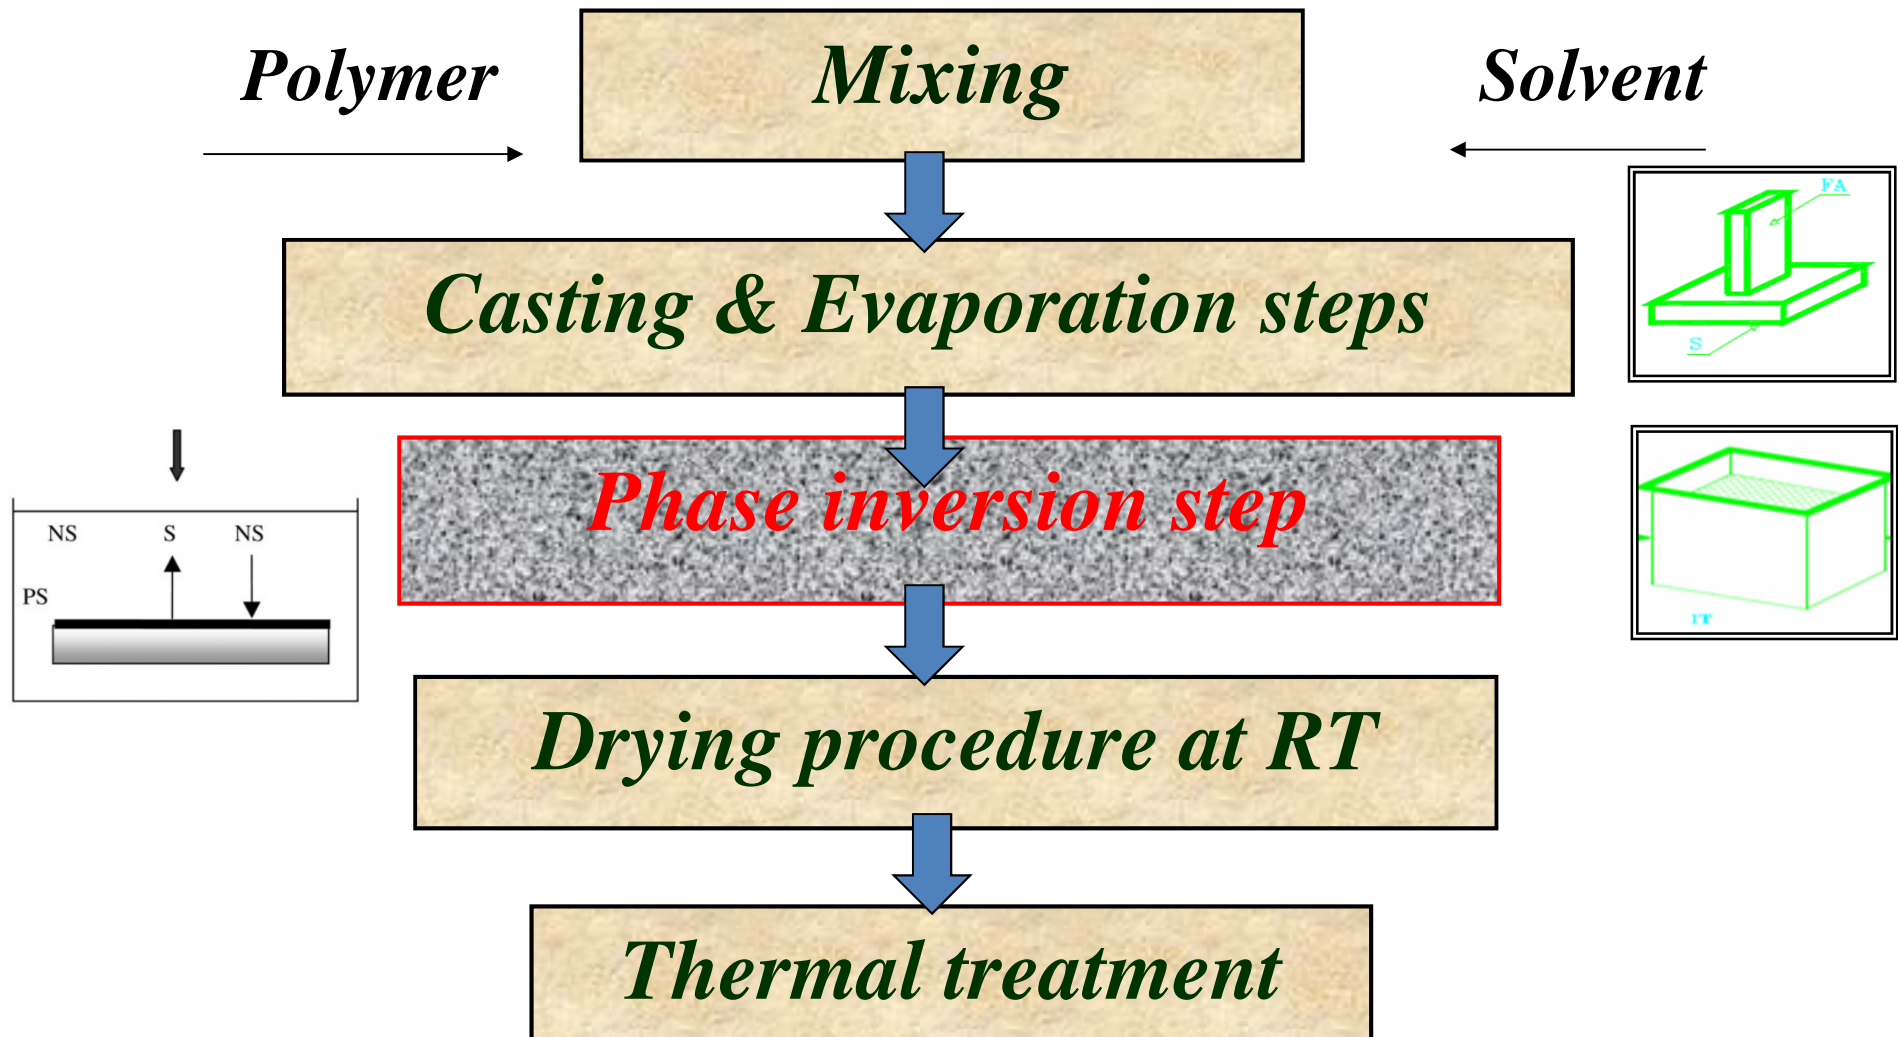 Polymer
Mixing
Solvent
FA
Casting & Evaporation steps
S
Phase inversion step
NS S NS
PS
IT
Drying procedure at RT
Thermal treatment